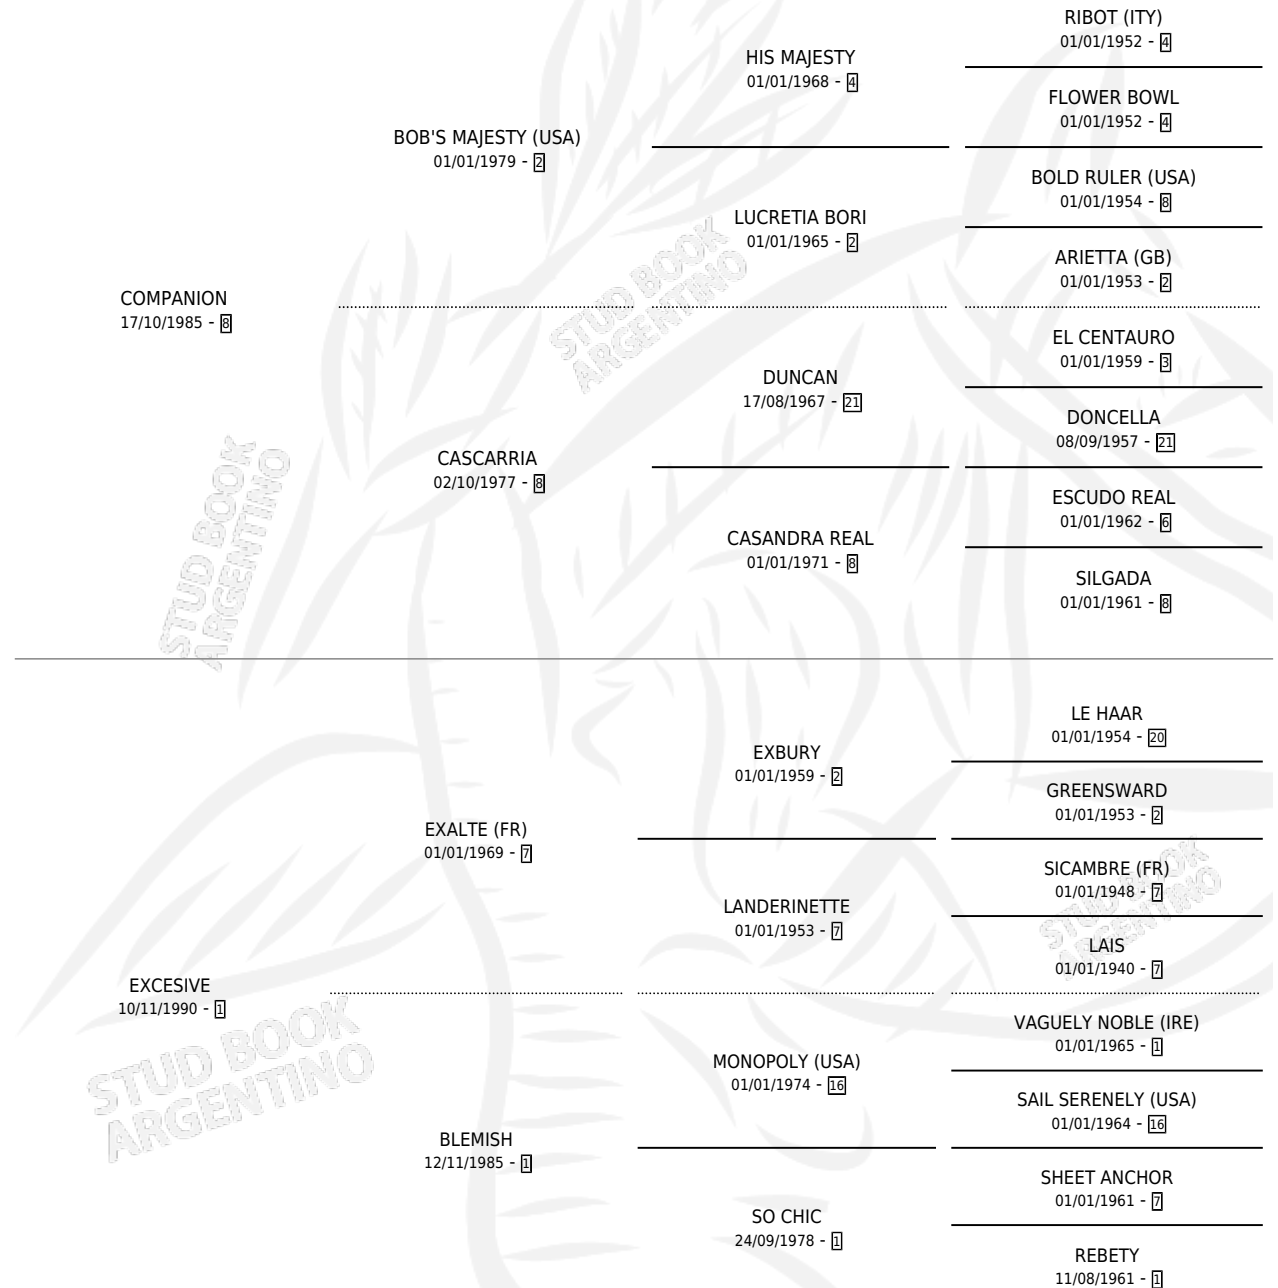 RIBOT (ITY)
01/01/1952 - 4
HIS MAJESTY
01/01/1968 - 4
FLOWER BOWL
01/01/1952 - 4
BOB'S MAJESTY (USA)
01/01/1979 - 2
BOLD RULER (USA)
01/01/1954 - 8
LUCRETIA BORI
01/01/1965 - 2
ARIETTA (GB)
01/01/1953 - 2
COMPANION
17/10/1985 - 8
EL CENTAURO
01/01/1959 - 3
DUNCAN
17/08/1967 - 21
DONCELLA
08/09/1957 - 21
CASCARRIA
02/10/1977 - 8
ESCUDO REAL
01/01/1962 - 6
CASANDRA REAL
01/01/1971 - 8
SILGADA
01/01/1961 - 8
LE HAAR
01/01/1954 - 20
EXBURY
01/01/1959 - 2
GREENSWARD
01/01/1953 - 2
EXALTE (FR)
01/01/1969 - 7
SICAMBRE (FR)
01/01/1948 - 7
LANDERINETTE
01/01/1953 - 7
LAIS
01/01/1940 - 7
EXCESIVE
10/11/1990 - 1
VAGUELY NOBLE (IRE)
01/01/1965 - 1
MONOPOLY (USA)
01/01/1974 - 16
SAIL SERENELY (USA)
01/01/1964 - 16
BLEMISH
12/11/1985 - 1
SHEET ANCHOR
01/01/1961 - 7
SO CHIC
24/09/1978 - 1
REBETY
11/08/1961 - 1
STUD BOOK
ARGENTINO
STUD BOOK
ARGENTINO
STUD BOOK
ARGENTINO
STUD BOOK
ARGENTINO